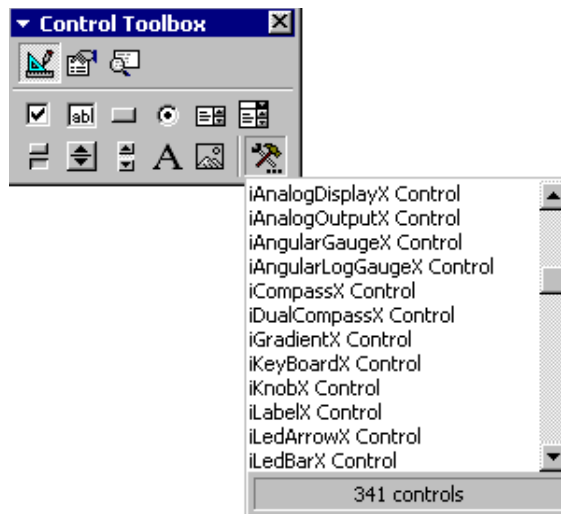 Control Toolbox
abl
A
iAnalogDisplayX Control
iAnalogOutputX Control
iAngularGaugeX Control
iAngularLogGaugeX Control
iCompassX Control
iDualCompassX Control
iGradientX Control
iKeyBoardX Control
iKnobX Control
iLabelX Control
iLedArrowX Control
iLedBarX Control
341 controls